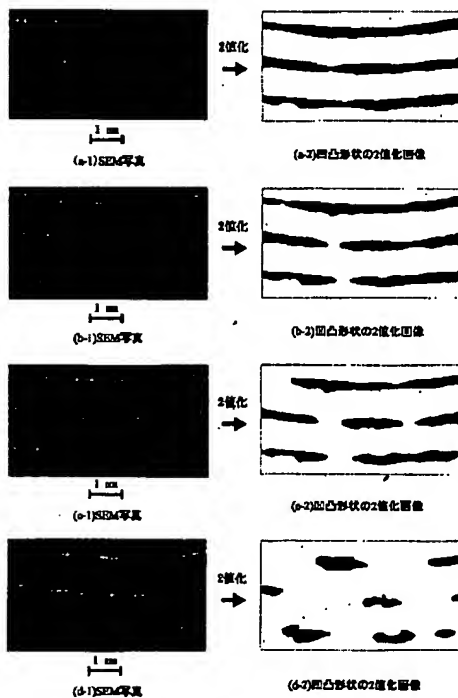 2値化
1 mm
(a-1)SEM写真
(a-2)凹凸形状の2値化画像
2値化
1 mm
(b-1)SEM写真
(b-2)凹凸形状の2値化画像
2値化
1 mm
(c-1)SEM写真
(c-2)凹凸形状の2値化画像
2値化
1 mm
(d-1)SEM写真
(d-2)凹凸形状の2値化画像